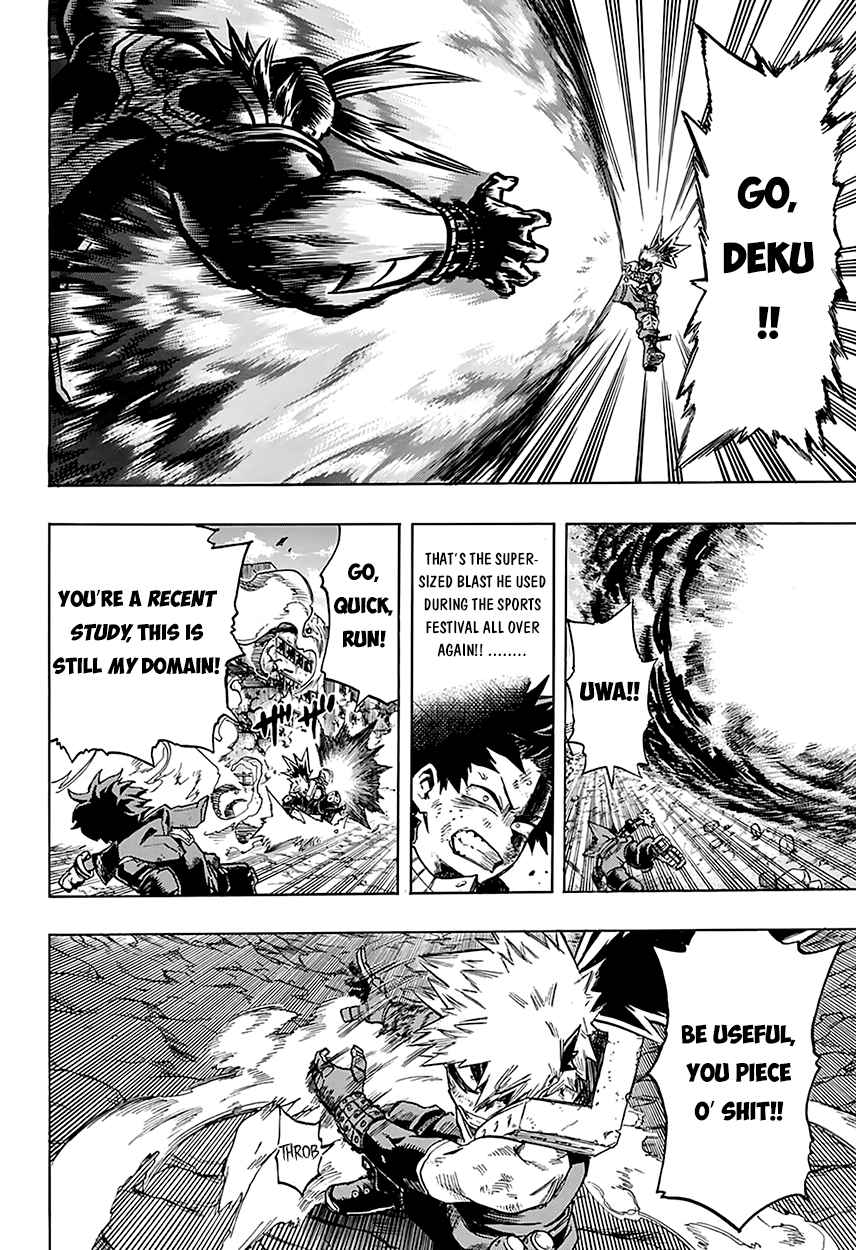 GO,
DEKU
!!
UWA!!
THAT'S THE SUPER-
SIZED BLAST HE USED
DURING THE SPORTS
FESTIVAL ALL OVER
AGAIN!! ........
GO,
QUICK,
RUN!
YOU'RE A RECENT
STUDY, THIS IS
STILL MY DOMAIN!
BE USEFUL,
YOU PIECE
O' SHIT!!
THROB